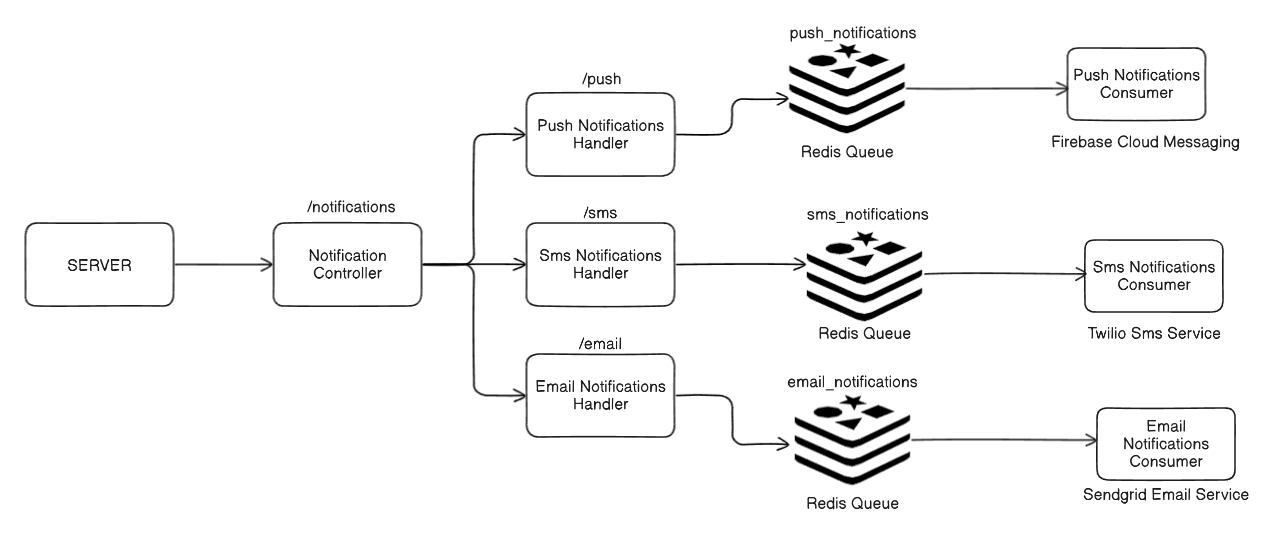 push_notifications
/push
Push Notifications
Handler
Redis Queue
Push Notifications
Consumer
Firebase Cloud Messaging
/notifications
SERVER
Notification
Controller
/sms
Sms Notifications
Handler
sms_notifications
Redis Queue
Sms Notifications
Consumer
Twilio Sms Service
/email
Email Notifications
Handler
email_notifications
Redis Queue
Email
Notifications
Consumer
Sendgrid Email Service